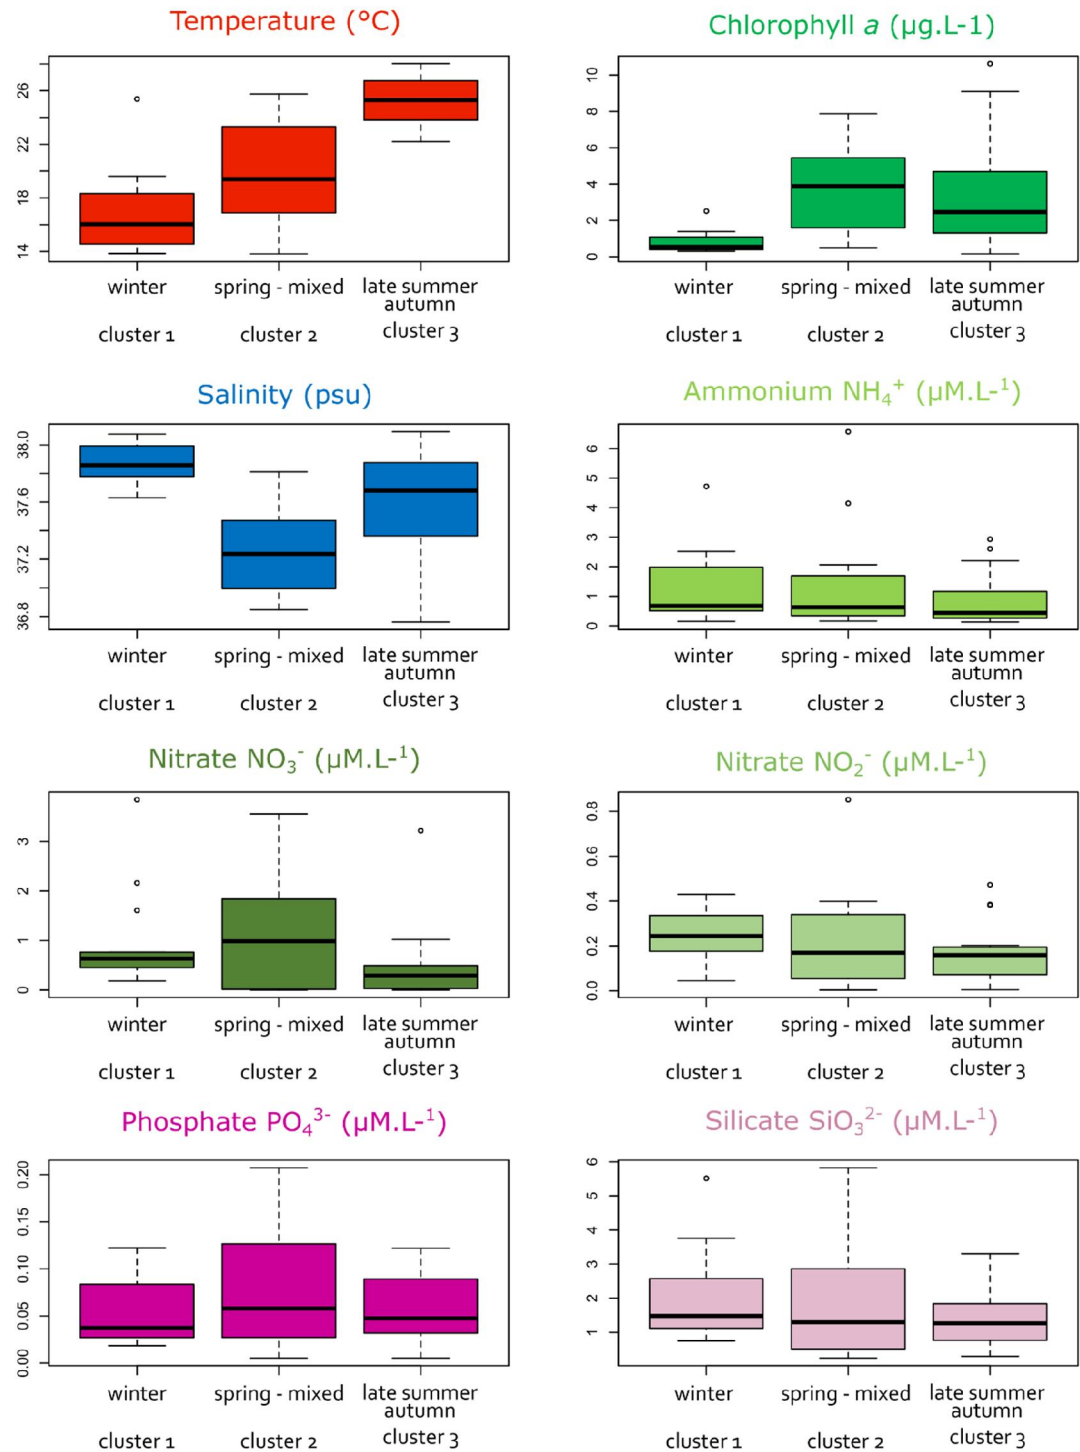 Temperature (°C)
26
22
18
14
winter
spring - mixed
late summer
autumn
cluster 1
cluster 2
cluster 3
Chlorophyll a (µg.L-1)
10
8
6
4
2
0
winter
spring - mixed
late summer
autumn
cluster 1
cluster 2
cluster 3
Salinity (psu)
38.0
37.6
37.2
36.8
winter
spring - mixed
late summer
autumn
cluster 1
cluster 2
cluster 3
Ammonium NH₄⁺ (µM.L-¹)
6
5
4
3
2
1
0
winter
spring - mixed
late summer
autumn
cluster 1
cluster 2
cluster 3
Nitrate NO₃⁻ (µM.L-¹)
3
2
1
0
winter
spring - mixed
late summer
autumn
cluster 1
cluster 2
cluster 3
Nitrate NO₂⁻ (µM.L-¹)
0.8
0.6
0.4
0.2
0.0
winter
spring - mixed
late summer
autumn
cluster 1
cluster 2
cluster 3
Phosphate PO₄³⁻ (µM.L-¹)
0.20
0.15
0.10
0.05
0.00
winter
spring - mixed
late summer
autumn
cluster 1
cluster 2
cluster 3
Silicate SiO₃²⁻ (µM.L-¹)
6
5
4
3
2
1
winter
spring - mixed
late summer
autumn
cluster 1
cluster 2
cluster 3